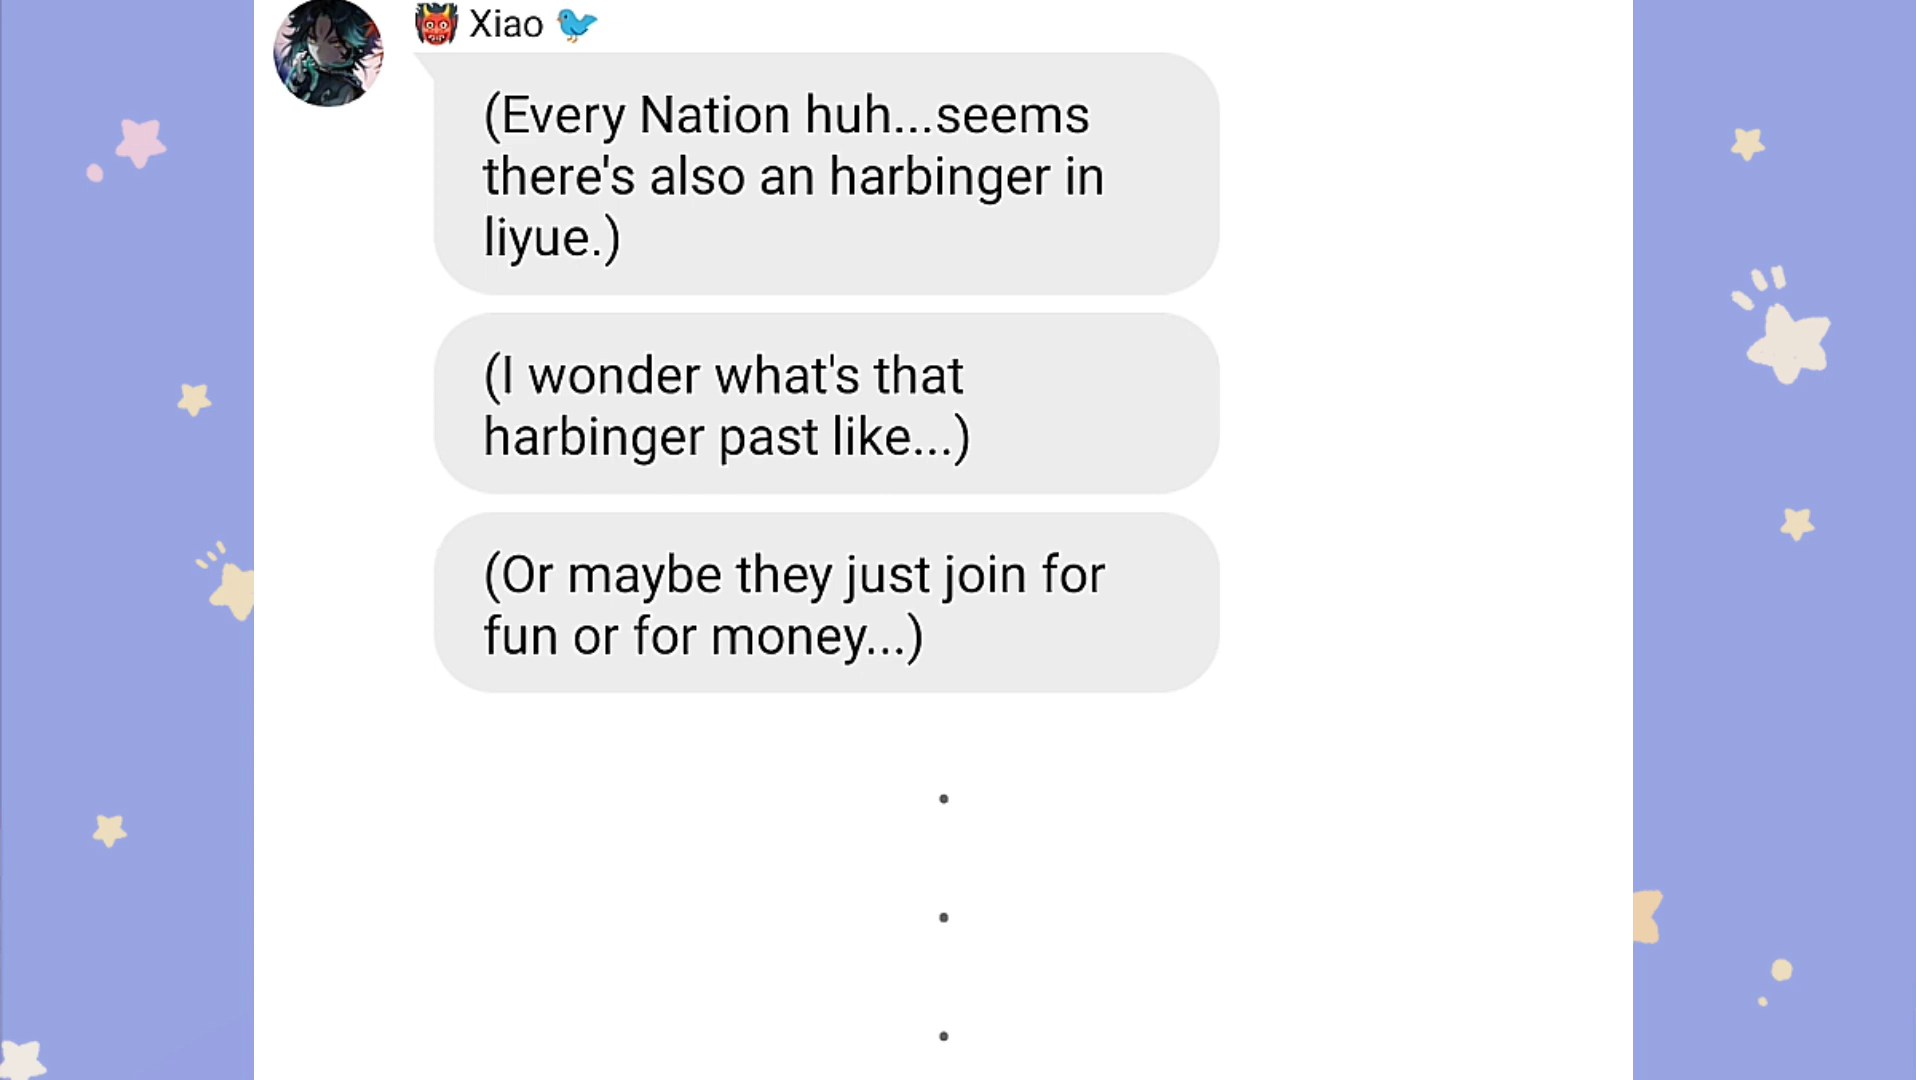 👹 Xiao 🐦
(Every Nation huh...seems
there's also an harbinger in
liyue.)
(I wonder what's that
harbinger past like...)
(Or maybe they just join for
fun or for money...)
.
.
.